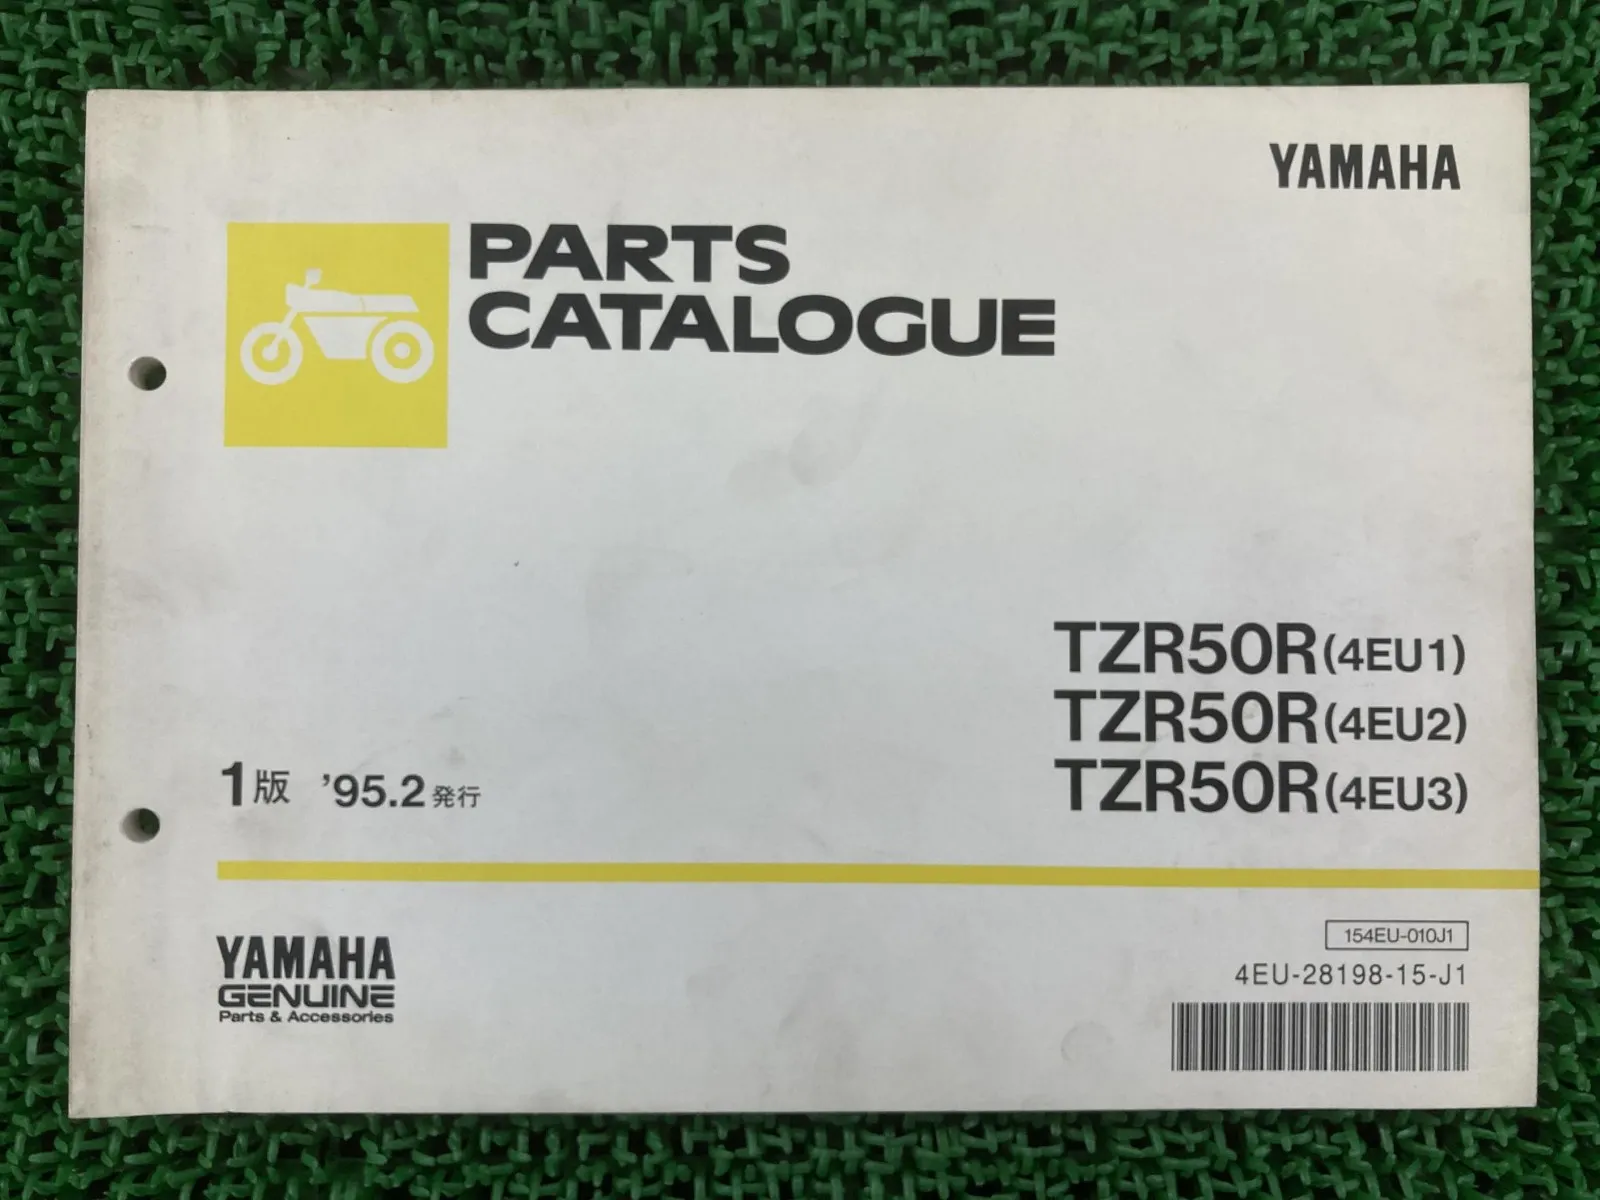 YAMAHA
PARTS
CATALOGUE
TZR50R(4EU1)
TZR50R(4EU2)
TZR50R(4EU3)
1版 '95.2発行
154EU-010J1
4EU-28198-15-J1
YAMAHA
GENUINE
Parts & Accessories